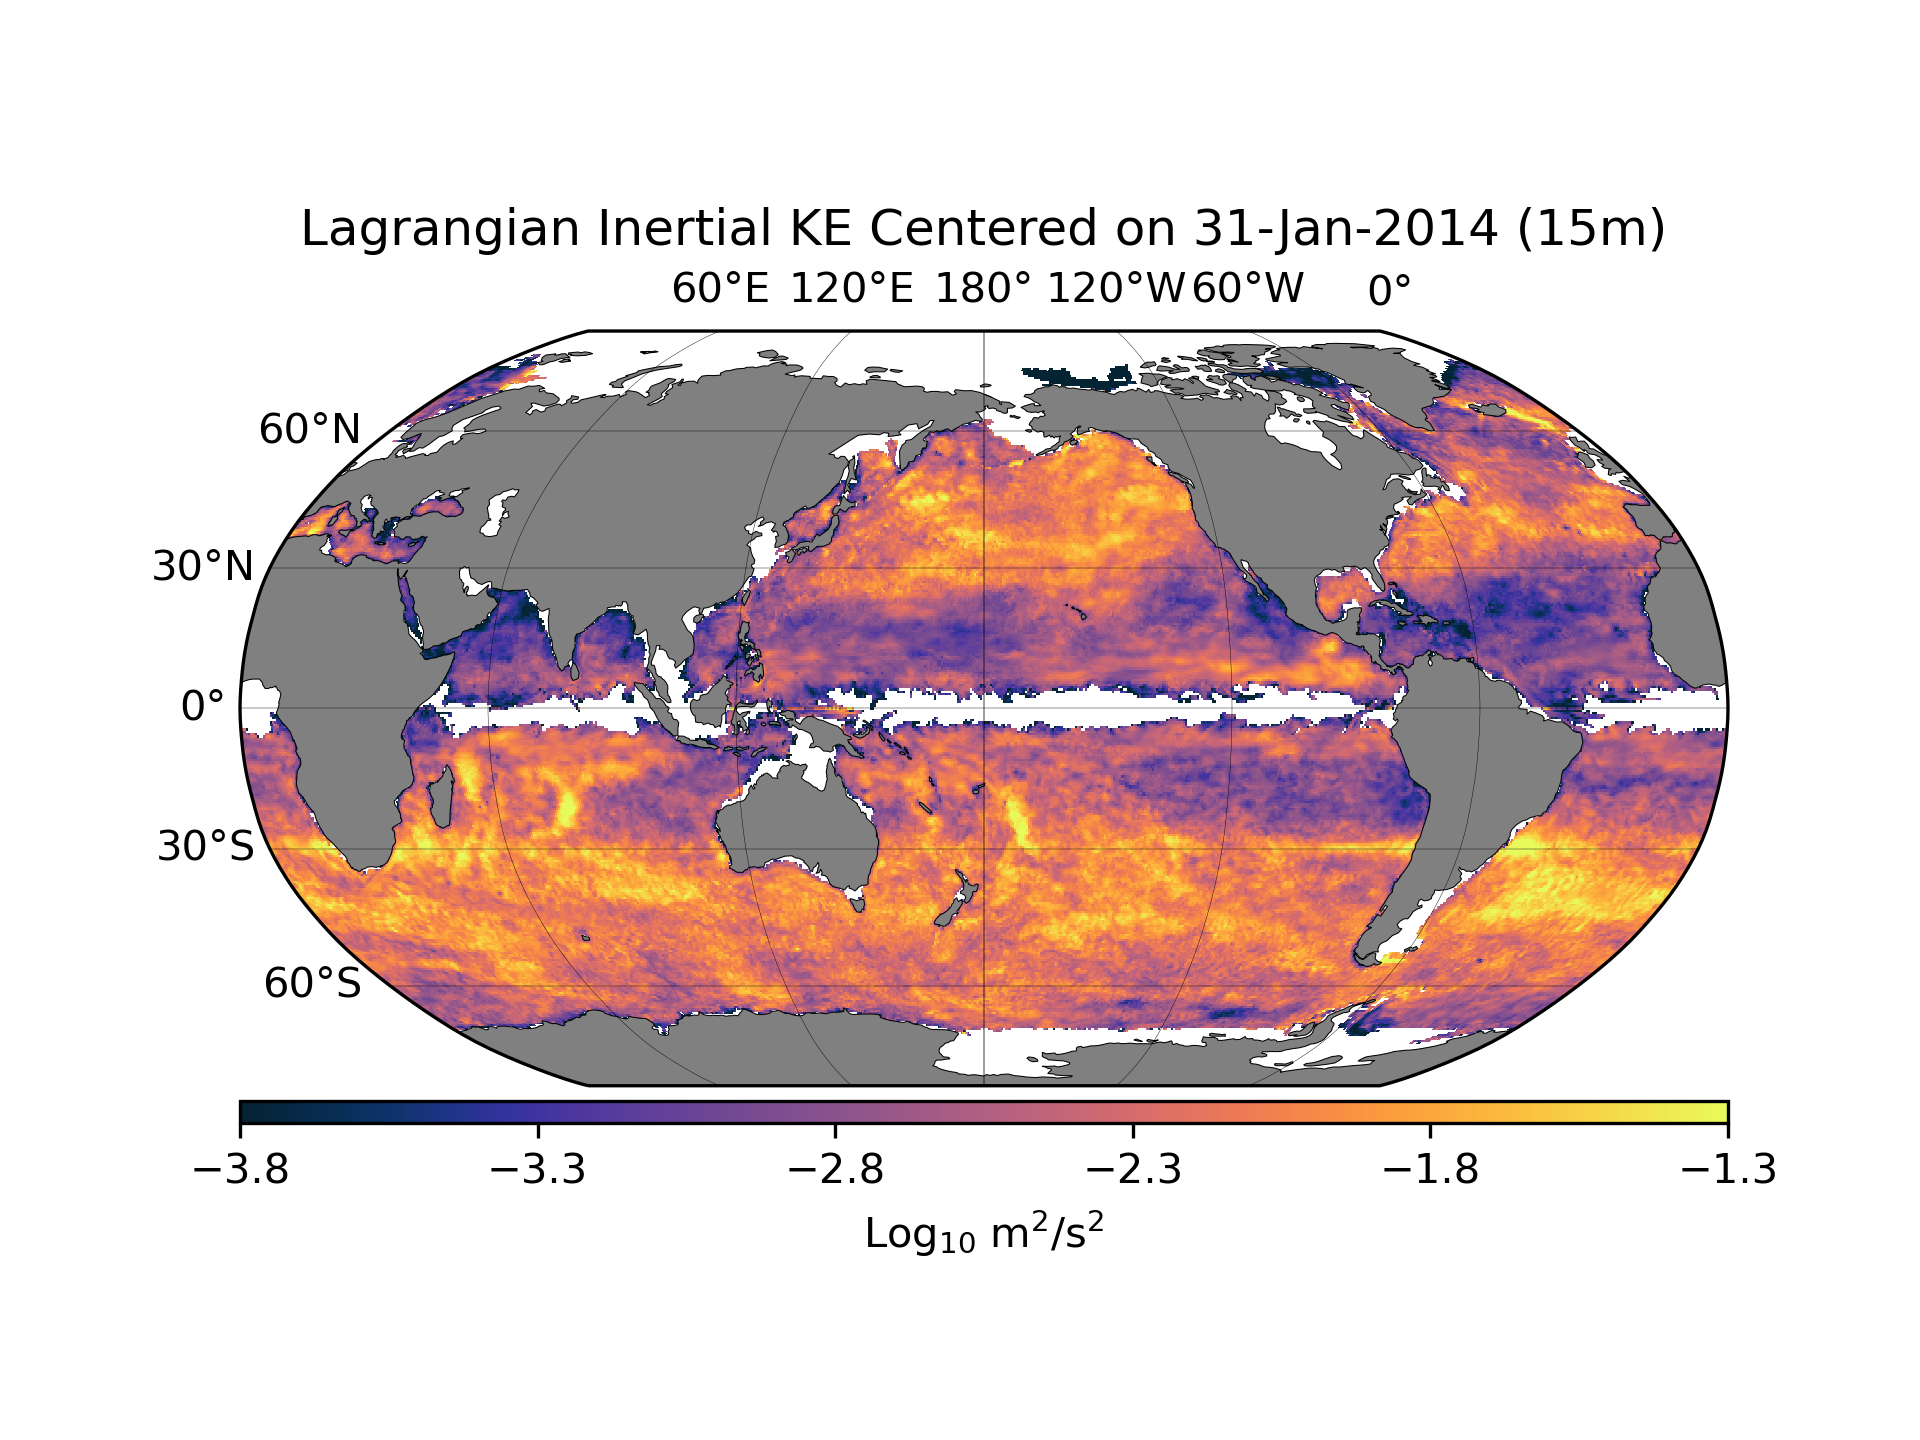 Lagrangian Inertial KE Centered on 31-Jan-2014 (15m)
60°E 120°E 180° 120°W 60°W 0°
60°N
30°N
0°
30°S
60°S
−3.8 −3.3 −2.8 −2.3 −1.8 −1.3
Log₁₀ m²/s²